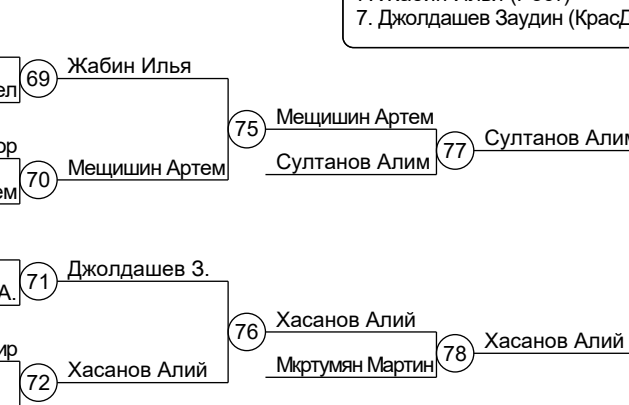 7. Джолдашев Заудин (КрасД
69
Жабин Илья
75
Мещишин Артем
Султанов Алим
77
Султанов Алим
70
Мещишин Артем
71
Джолдашев З.
А.
76
Хасанов Алий
Мкртумян Мартин
78
Хасанов Алий
72
Хасанов Алий